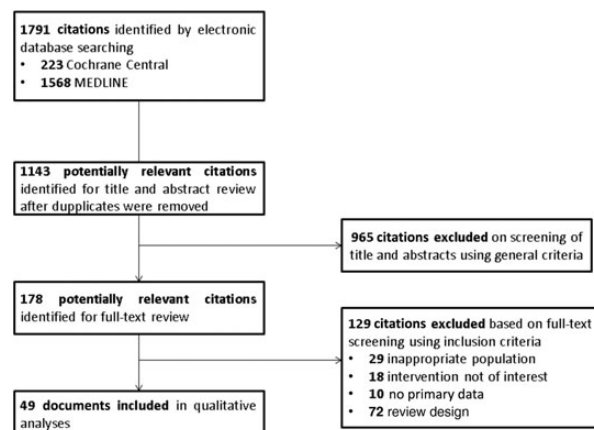 1791 citations identified by electronic
database searching
• 223 Cochrane Central
• 1568 MEDLINE
1143 potentially relevant citations
identified for title and abstract review
after dupplicates were removed
965 citations excluded on screening of
title and abstracts using general criteria
178 potentially relevant citations
identified for full-text review
129 citations excluded based on full-text
screening using inclusion criteria
• 29 inappropriate population
• 18 intervention not of interest
• 10 no primary data
• 72 review design
49 documents included in qualitative
analyses